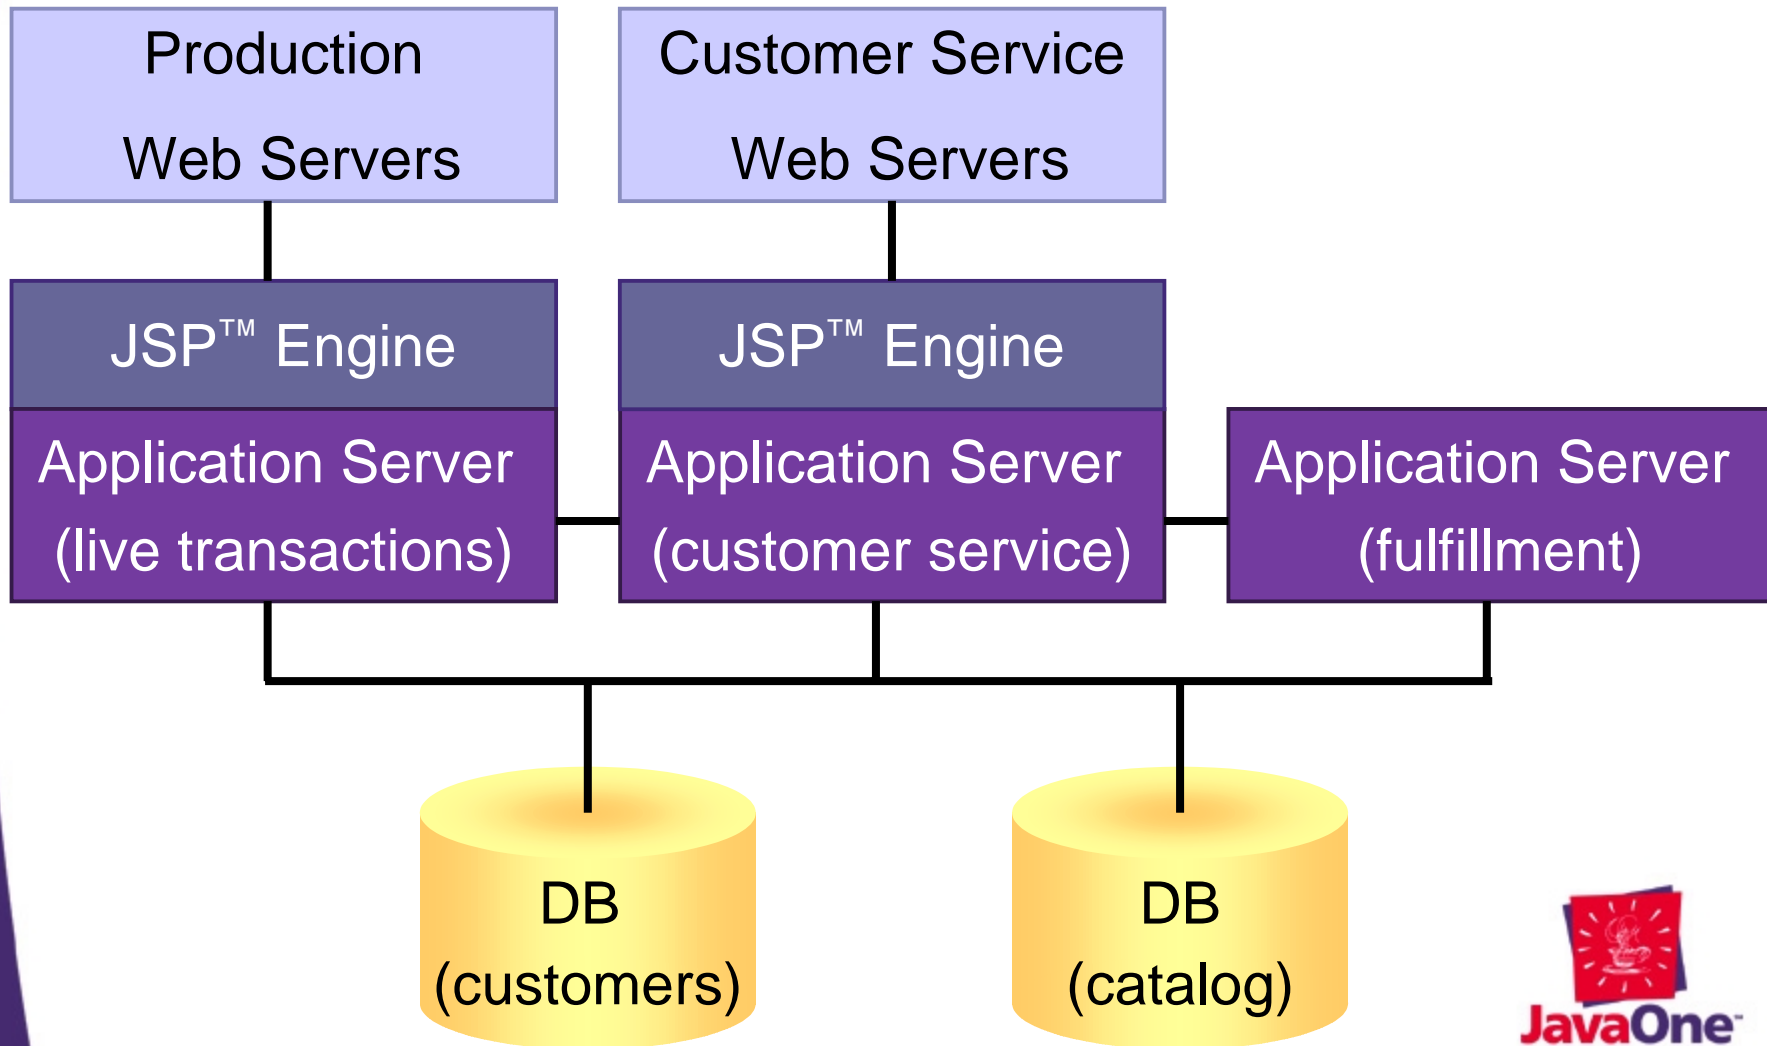 Production
Web Servers
Customer Service
Web Servers
JSP™ Engine
JSP™ Engine
Application Server
(live transactions)
Application Server
(customer service)
Application Server
(fulfillment)
DB
(customers)
DB
(catalog)
JavaOne™